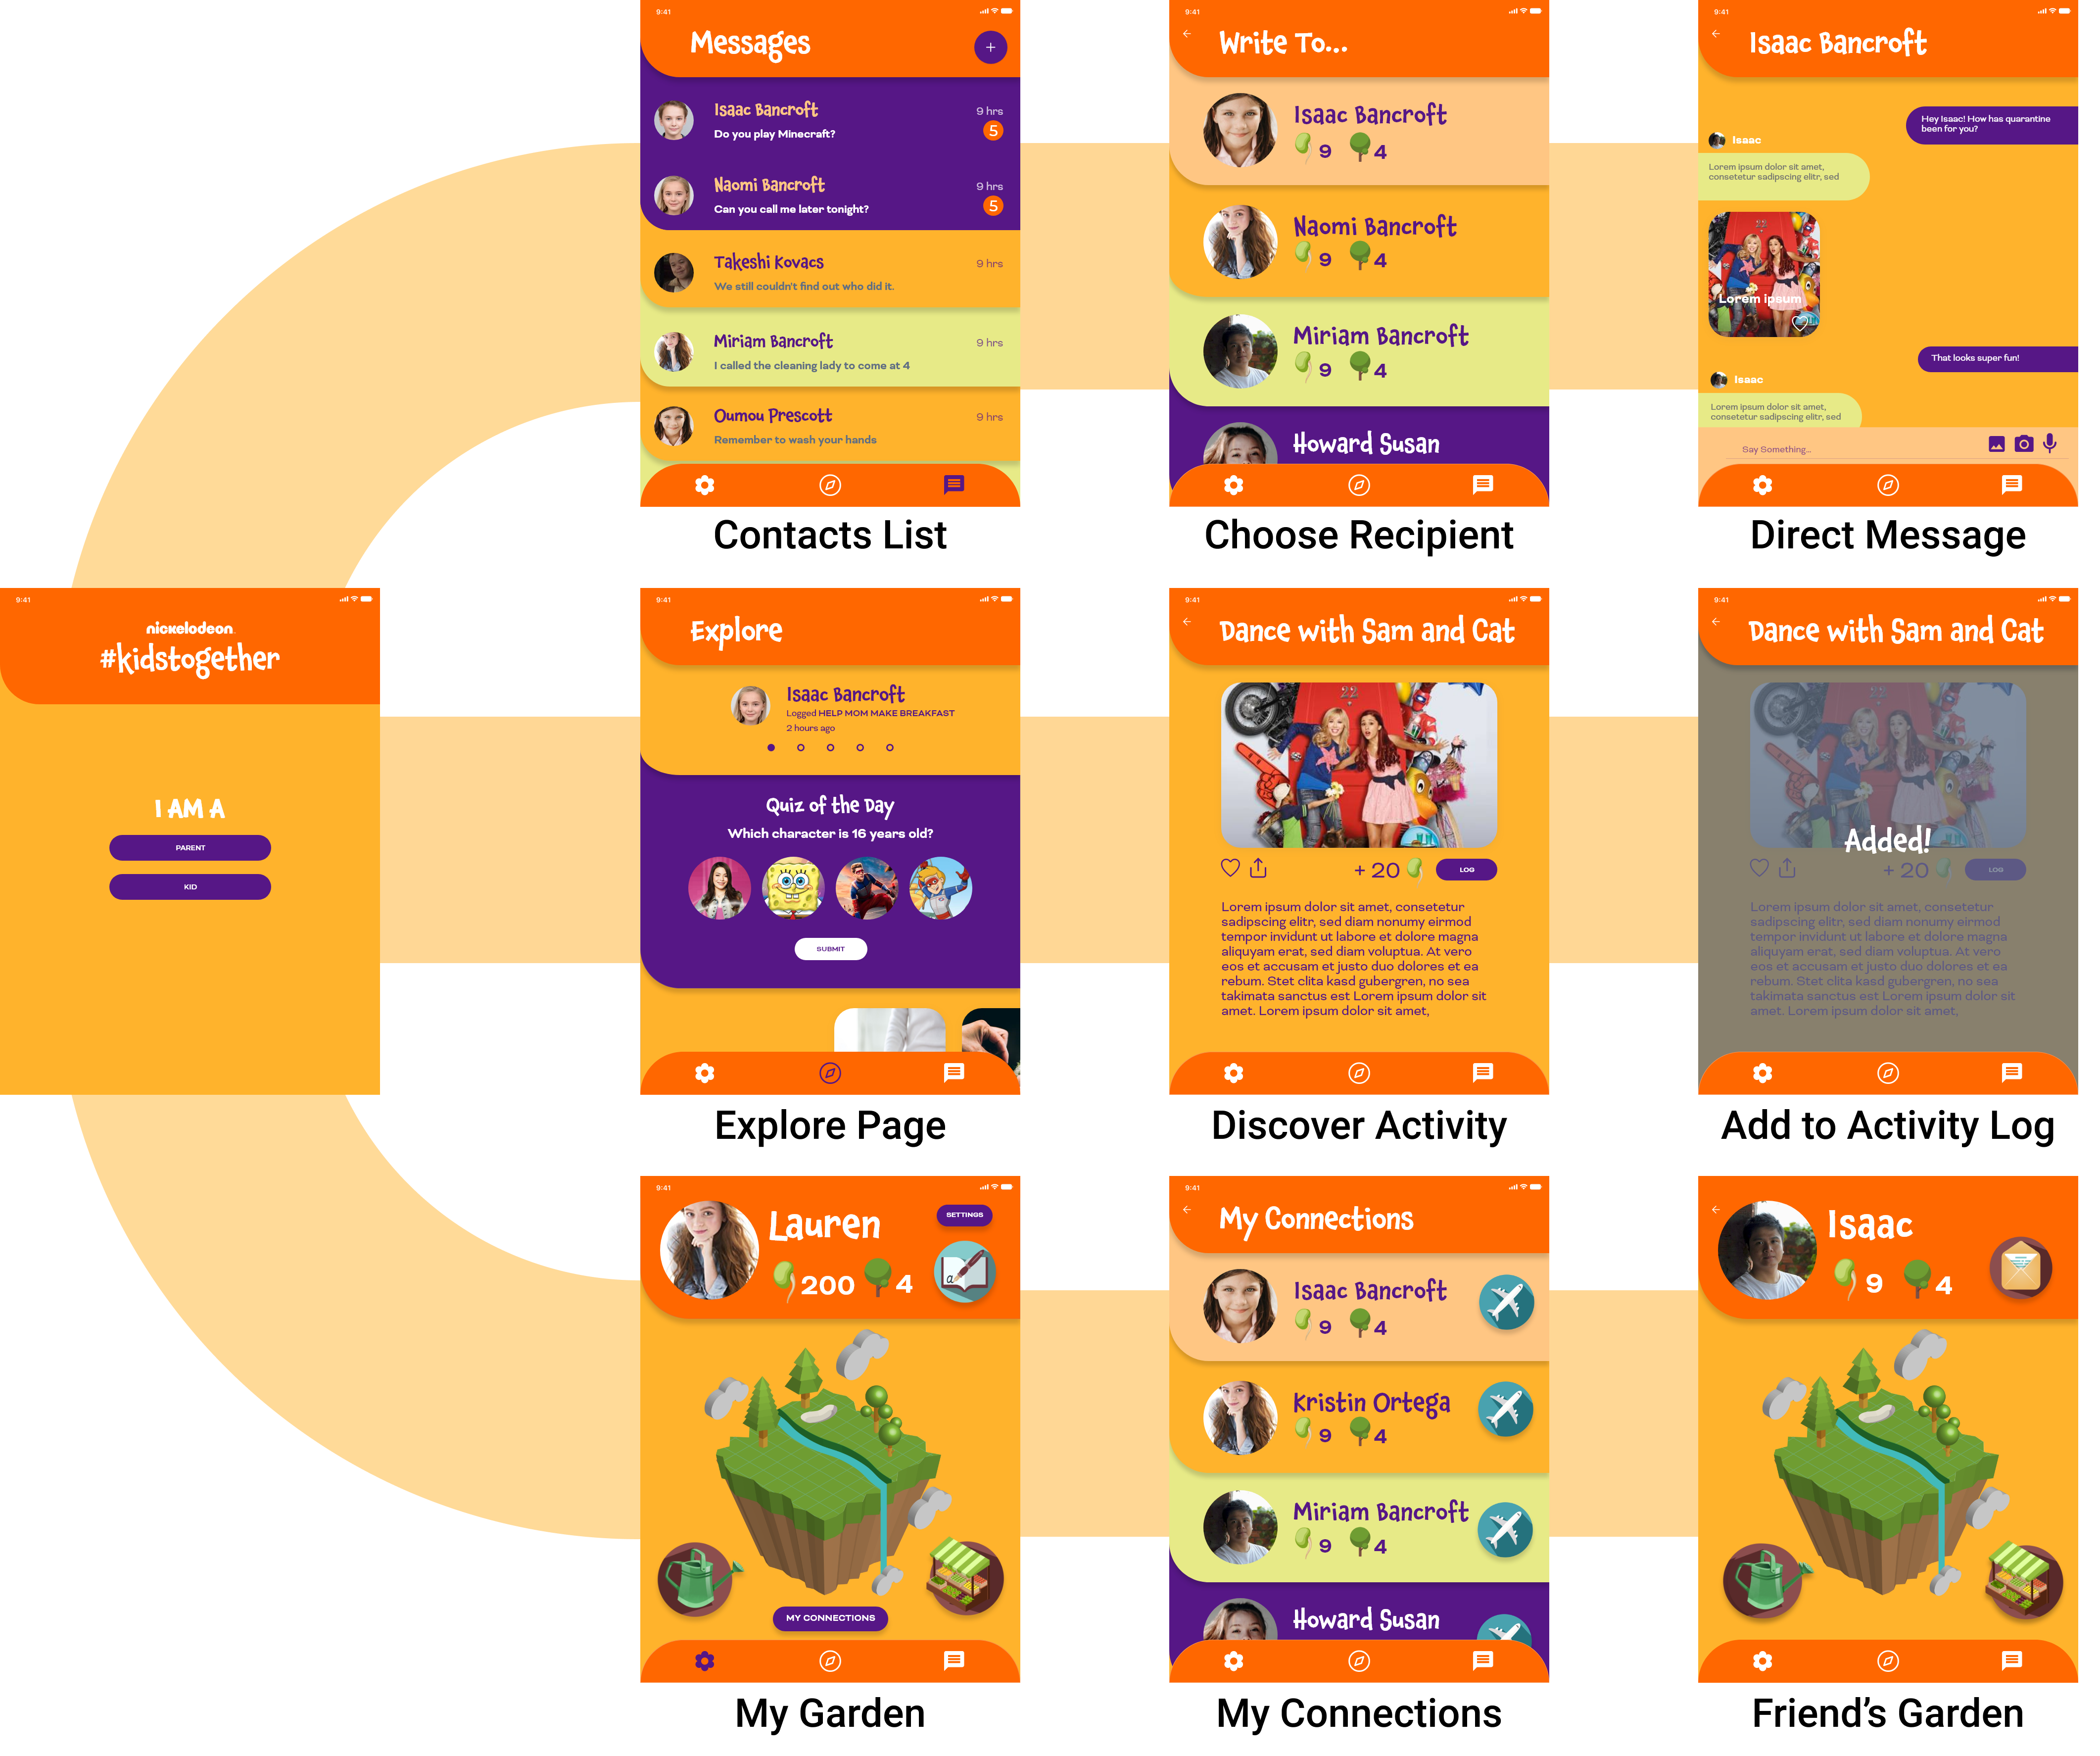 9:41
Messages
+
Isaac Bancroft
9 hrs
Do you play Minecraft?
5
Naomi Bancroft
9 hrs
Can you call me later tonight?
5
Takeshi Kovacs
9 hrs
We still couldn't find out who did it.
Miriam Bancroft
9 hrs
I called the cleaning lady to come at 4
Oumou Prescott
9 hrs
Remember to wash your hands
Contacts List
9:41
Write To...
Isaac Bancroft
9 4
Naomi Bancroft
9 4
Miriam Bancroft
9 4
Howard Susan
Choose Recipient
9:41
Isaac Bancroft
Hey Isaac! How has quarantine
been for you?
Isaac
Lorem ipsum dolor sit amet,
consetetur sadipscing elitr, sed
22
Lorem ipsum
That looks super fun!
Isaac
Lorem ipsum dolor sit amet,
consetetur sadipscing elitr, sed
Say Something...
Direct Message
9:41
nickelodeon
#kidstogether
I AM A
PARENT
KID
9:41
Explore
Isaac Bancroft
Logged HELP MOM MAKE BREAKFAST
2 hours ago
Quiz of the Day
Which character is 16 years old?
SUBMIT
Explore Page
9:41
Dance with Sam and Cat
22
+ 20
LOG
Lorem ipsum dolor sit amet, consetetur
sadipscing elitr, sed diam nonumy eirmod
tempor invidunt ut labore et dolore magna
aliquyam erat, sed diam voluptua. At vero
eos et accusam et justo duo dolores et ea
rebum. Stet clita kasd gubergren, no sea
takimata sanctus est Lorem ipsum dolor sit
amet. Lorem ipsum dolor sit amet,
Discover Activity
9:41
Dance with Sam and Cat
22
Added!
+ 20
LOG
Lorem ipsum dolor sit amet, consetetur
sadipscing elitr, sed diam nonumy eirmod
tempor invidunt ut labore et dolore magna
aliquyam erat, sed diam voluptua. At vero
eos et accusam et justo duo dolores et ea
rebum. Stet clita kasd gubergren, no sea
takimata sanctus est Lorem ipsum dolor sit
amet. Lorem ipsum dolor sit amet,
Add to Activity Log
9:41
Lauren
SETTINGS
200 4
a
MY CONNECTIONS
My Garden
9:41
My Connections
Isaac Bancroft
9 4
Kristin Ortega
9 4
Miriam Bancroft
9 4
Howard Susan
My Connections
9:41
Isaac
9 4
Friend's Garden